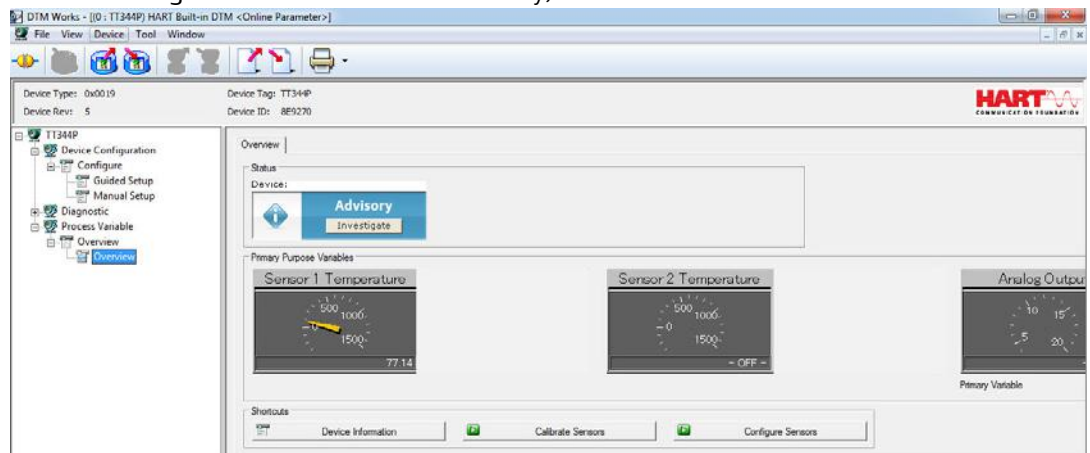 DTM Works - [(0 : TT344P) HART Built-in DTM <Online Parameter>]
File View Device Tool Window
Device Type: 0x0019
Device Tag: TT344P
Device Rev: 5
Device ID: 8E9270
HART
COMMUNICATION FOUNDATION
TT344P
Device Configuration
Configure
Guided Setup
Manual Setup
Diagnostic
Process Variable
Overview
Overview
Overview
Status
Device:
Advisory
Investigate
Primary Purpose Variables
Sensor 1 Temperature
0 500 1000 1500
77.14
Sensor 2 Temperature
0 500 1000 1500
- OFF -
Analog Outpu
5 10 15 20
Primary Variable
Shortcuts
Device Information
Calibrate Sensors
Configure Sensors